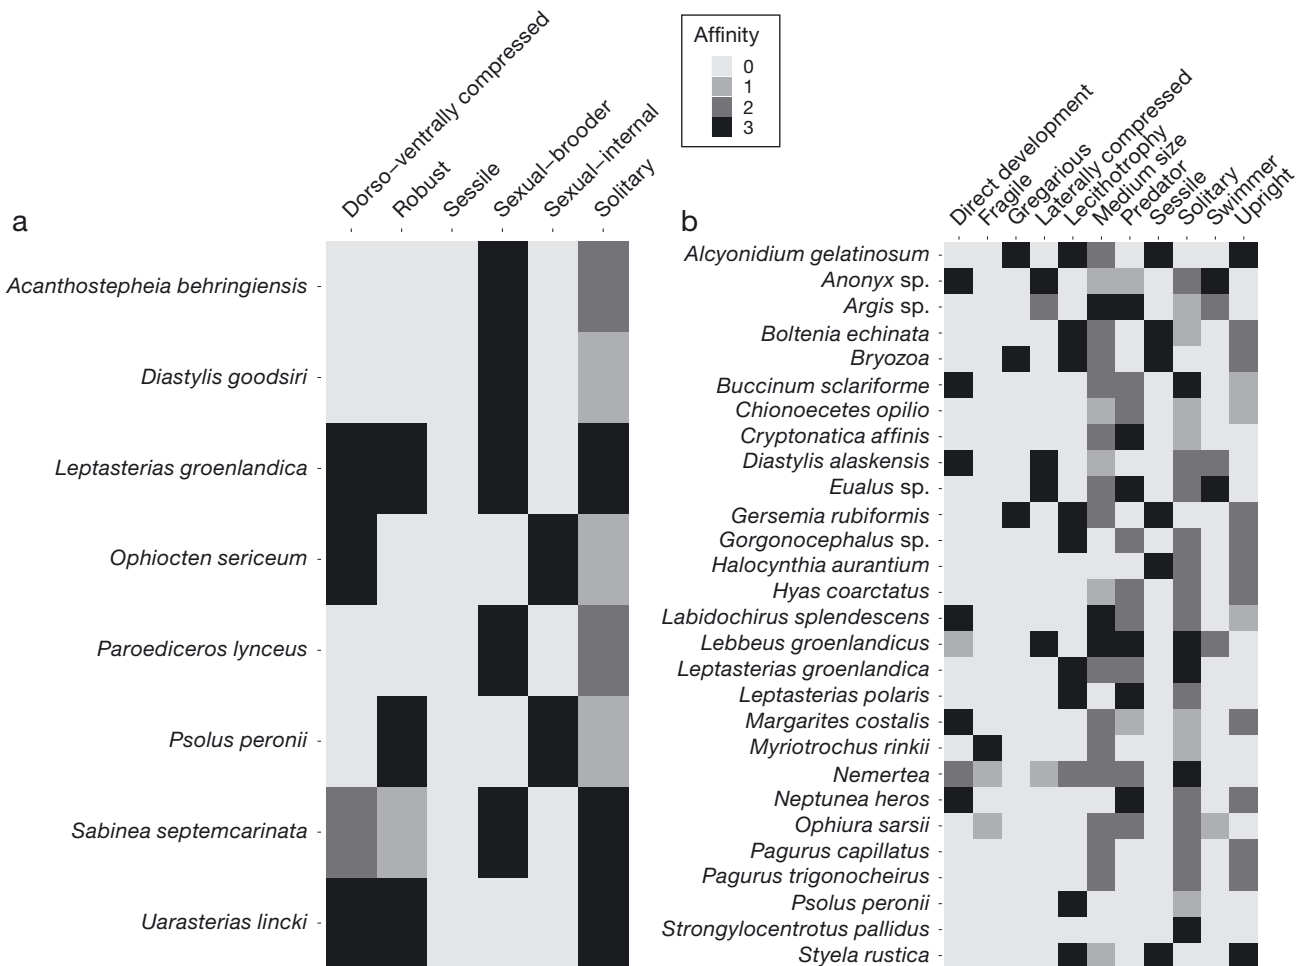 Affinity
0
1
2
3
a
Dorso-ventrally compressed
Robust
Sessile
Sexual-brooder
Sexual-internal
Solitary
Acanthostepheia behringiensis
Diastylis goodsiri
Leptasterias groenlandica
Ophiocten sericeum
Paroediceros lynceus
Psolus peronii
Sabinea septemcarinata
Uarasterias lincki
b
Direct development
Fragile
Gregarious
Laterally compressed
Lecithotrophy
Medium size
Predator
Sessile
Solitary
Swimmer
Upright
Alcyonidium gelatinosum
Anonyx sp.
Argis sp.
Boltenia echinata
Bryozoa
Buccinum sclariforme
Chionoecetes opilio
Cryptonatica affinis
Diastylis alaskensis
Eualus sp.
Gersemia rubiformis
Gorgonocephalus sp.
Halocynthia aurantium
Hyas coarctatus
Labidochirus splendescens
Lebbeus groenlandicus
Leptasterias groenlandica
Leptasterias polaris
Margarites costalis
Myriotrochus rinkii
Nemertea
Neptunea heros
Ophiura sarsii
Pagurus capillatus
Pagurus trigonocheirus
Psolus peronii
Strongylocentrotus pallidus
Styela rustica